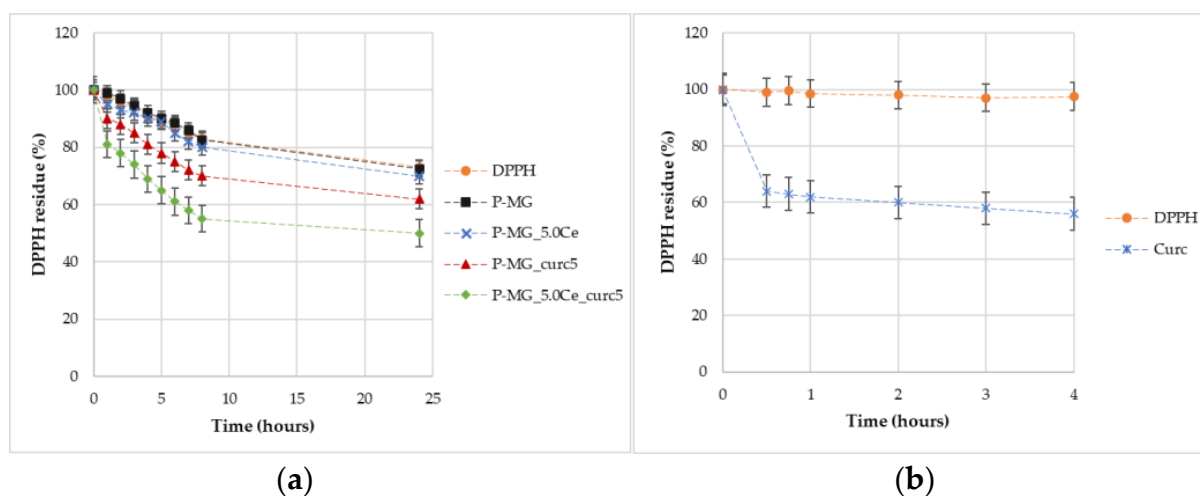 120
100
80
60
40
20
0
DPPH residue (%)
0 5 10 15 20 25
Time (hours)
DPPH
P-MG
P-MG_5.0Ce
P-MG_curc5
P-MG_5.0Ce_curc5
(a)
120
100
80
60
40
20
0
DPPH residue (%)
0 1 2 3 4
Time (hours)
DPPH
Curc
(b)